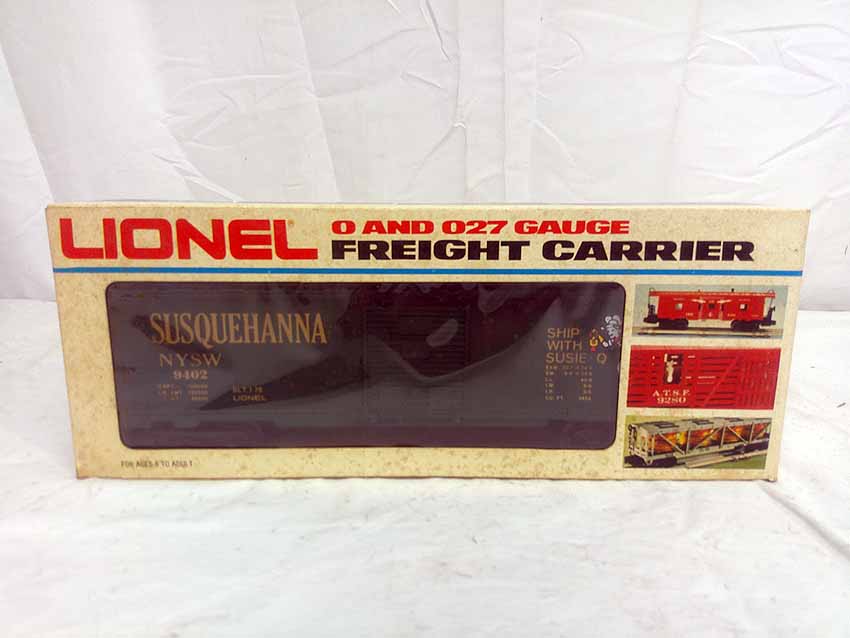 LIONEL
O AND O27 GAUGE
FREIGHT CARRIER
SUSQUEHANNA
NYSW
9402
BLT 1 78
LIONEL
SHIP
WITH
SUSIE Q
A.T.S.F.
9280
FOR AGES 8 TO ADULT